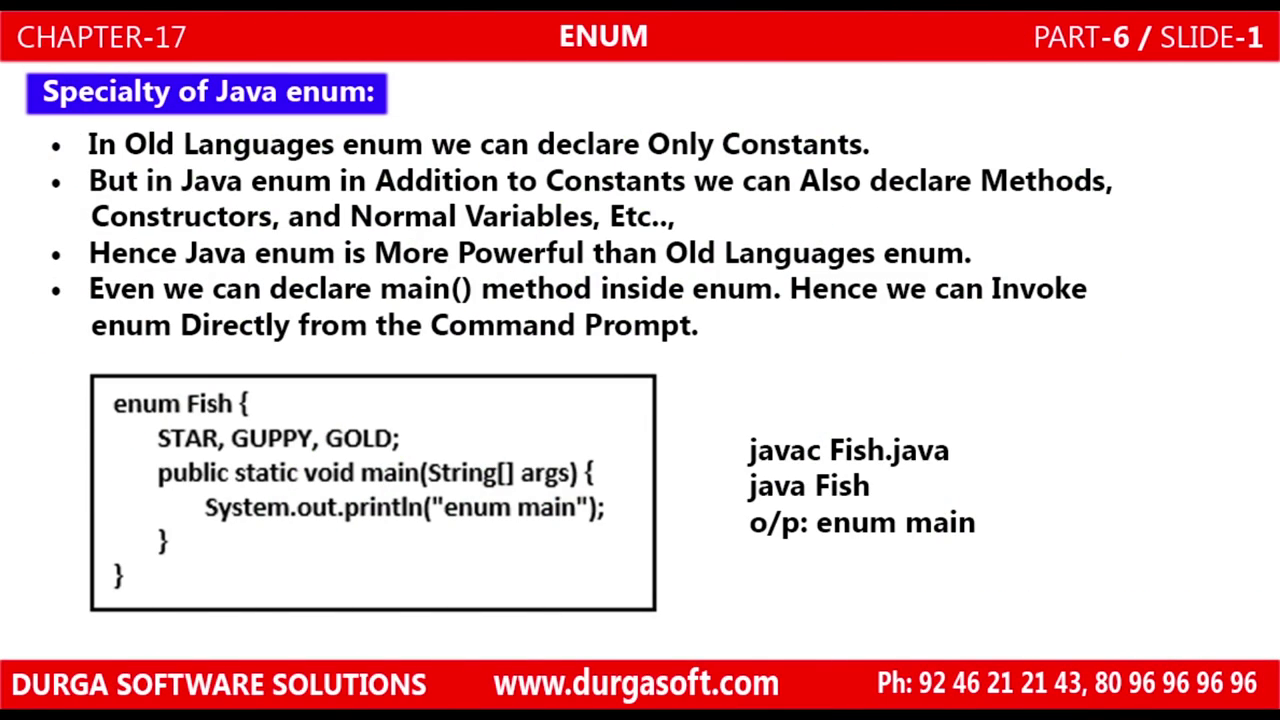 CHAPTER-17 ENUM PART-6 / SLIDE-1
Specialty of Java enum:
• In Old Languages enum we can declare Only Constants.
• But in Java enum in Addition to Constants we can Also declare Methods,
Constructors, and Normal Variables, Etc..,
• Hence Java enum is More Powerful than Old Languages enum.
• Even we can declare main() method inside enum. Hence we can Invoke
enum Directly from the Command Prompt.
enum Fish {
STAR, GUPPY, GOLD;
public static void main(String[] args) {
System.out.println("enum main");
}
}
javac Fish.java
java Fish
o/p: enum main
DURGA SOFTWARE SOLUTIONS www.durgasoft.com Ph: 92 46 21 21 43, 80 96 96 96 96